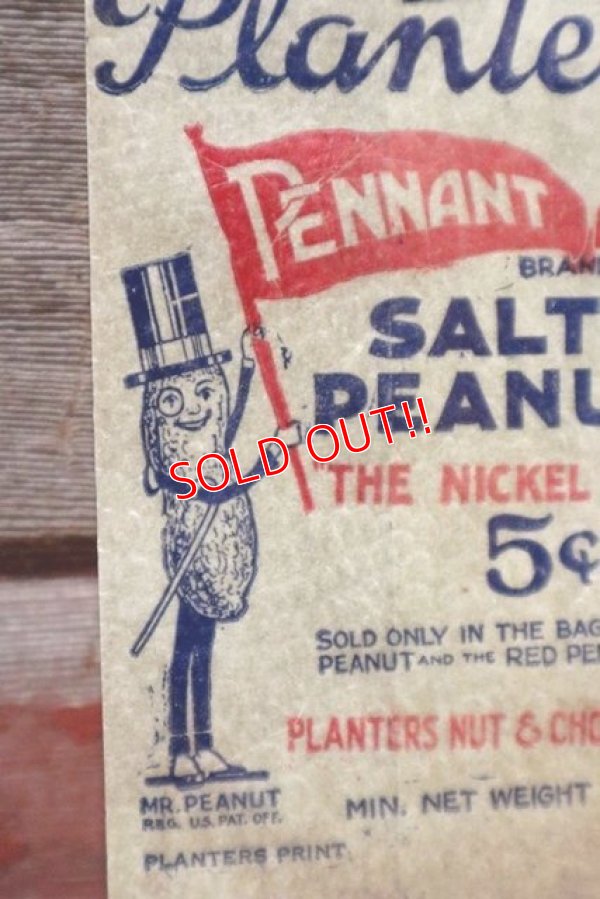 Plante
PENNANT
BRAND
SALT
PEANU
SOLD OUT!!
"THE NICKEL
5¢
SOLD ONLY IN THE BAG
PEANUT AND THE RED PE
PLANTERS NUT & CHO
MR. PEANUT
REG. U.S. PAT. OFF.
MIN. NET WEIGHT
PLANTERS PRINT